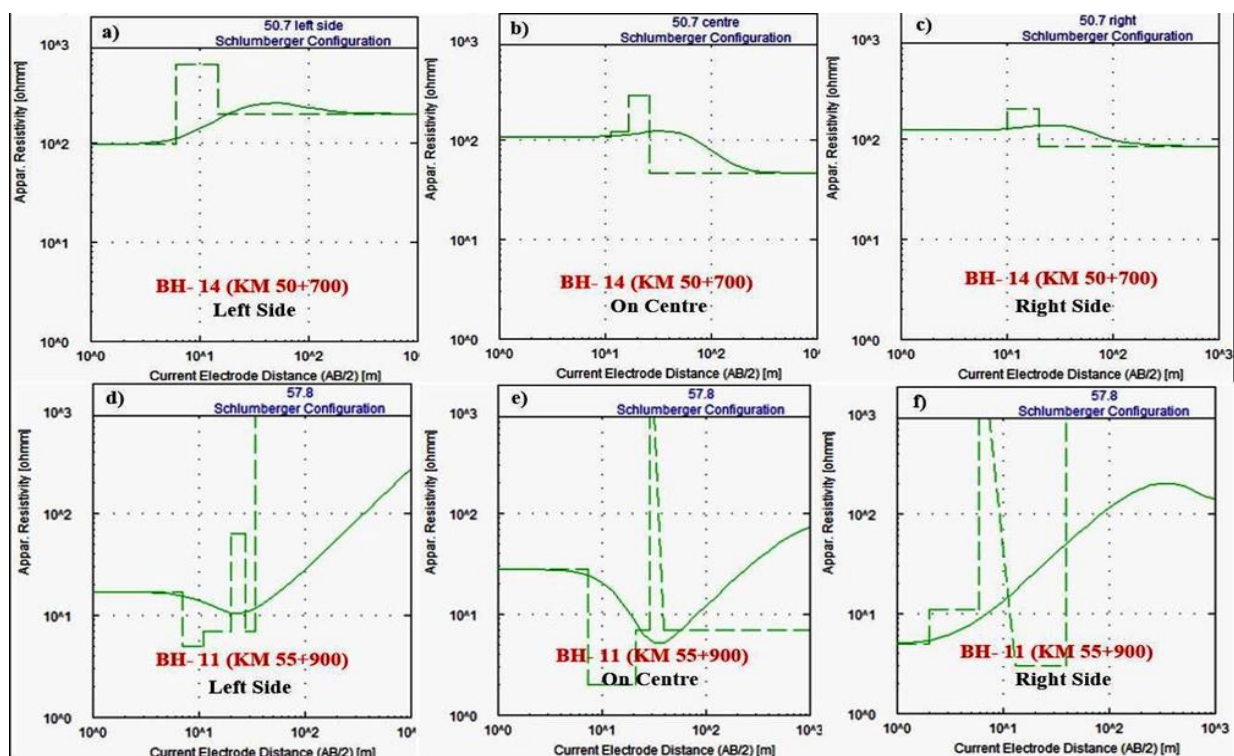 a)
50.7 left side
Schlumberger Configuration
Appar. Resistivity [ohmm]
10^3
10^2
10^1
10^0
BH- 14 (KM 50+700)
Left Side
10^0
10^1
10^2
10^
Current Electrode Distance (AB/2) [m]
b)
50.7 centre
Schlumberger Configuration
Appar. Resistivity [ohmm]
10^3
10^2
10^1
10^0
BH- 14 (KM 50+700)
On Centre
10^0
10^1
10^2
10^
Current Electrode Distance (AB/2) [m]
c)
50.7 right
Schlumberger Configuration
Appar. Resistivity [ohmm]
10^3
10^2
10^1
10^0
BH- 14 (KM 50+700)
Right Side
10^0
10^1
10^2
10^3
Current Electrode Distance (AB/2) [m]
d)
57.8
Schlumberger Configuration
Appar. Resistivity [ohmm]
10^3
10^2
10^1
10^0
BH- 11 (KM 55+900)
Left Side
10^0
10^1
10^2
10^3
Current Electrode Distance (AB/2) [m]
e)
57.8
Schlumberger Configuration
Appar. Resistivity [ohmm]
10^3
10^2
10^1
10^0
BH- 11 (KM 55+900)
On Centre
10^0
10^1
10^2
10^3
Current Electrode Distance (AB/2) [m]
f)
57.8
Schlumberger Configuration
Appar. Resistivity [ohmm]
10^3
10^2
10^1
10^0
BH- 11 (KM 55+900)
Right Side
10^0
10^1
10^2
10^3
Current Electrode Distance (AB/2) [m]